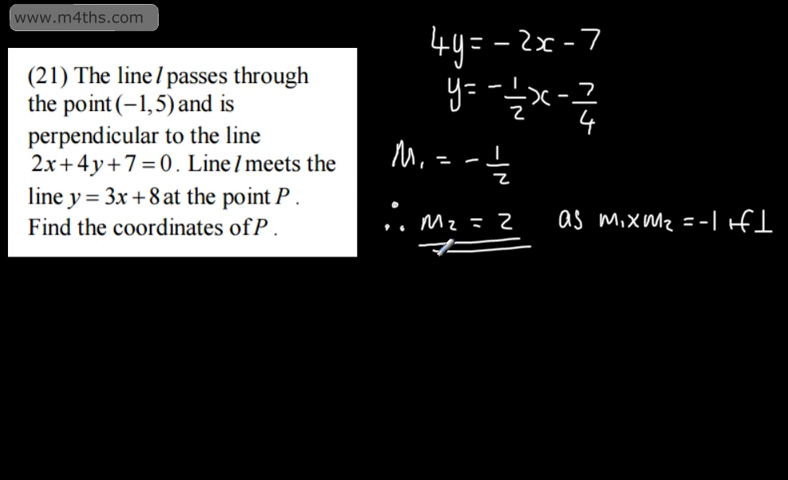 www.m4ths.com
(21) The line l passes through
the point (−1,5) and is
perpendicular to the line
2x+4y+7=0. Line l meets the
line y = 3x+8 at the point P.
Find the coordinates of P.
4y = -2x - 7
y = -1/2 x - 7/4
M₁ = -1/2
∴ m₂ = 2 as m₁×m₂ = -1 if ⊥